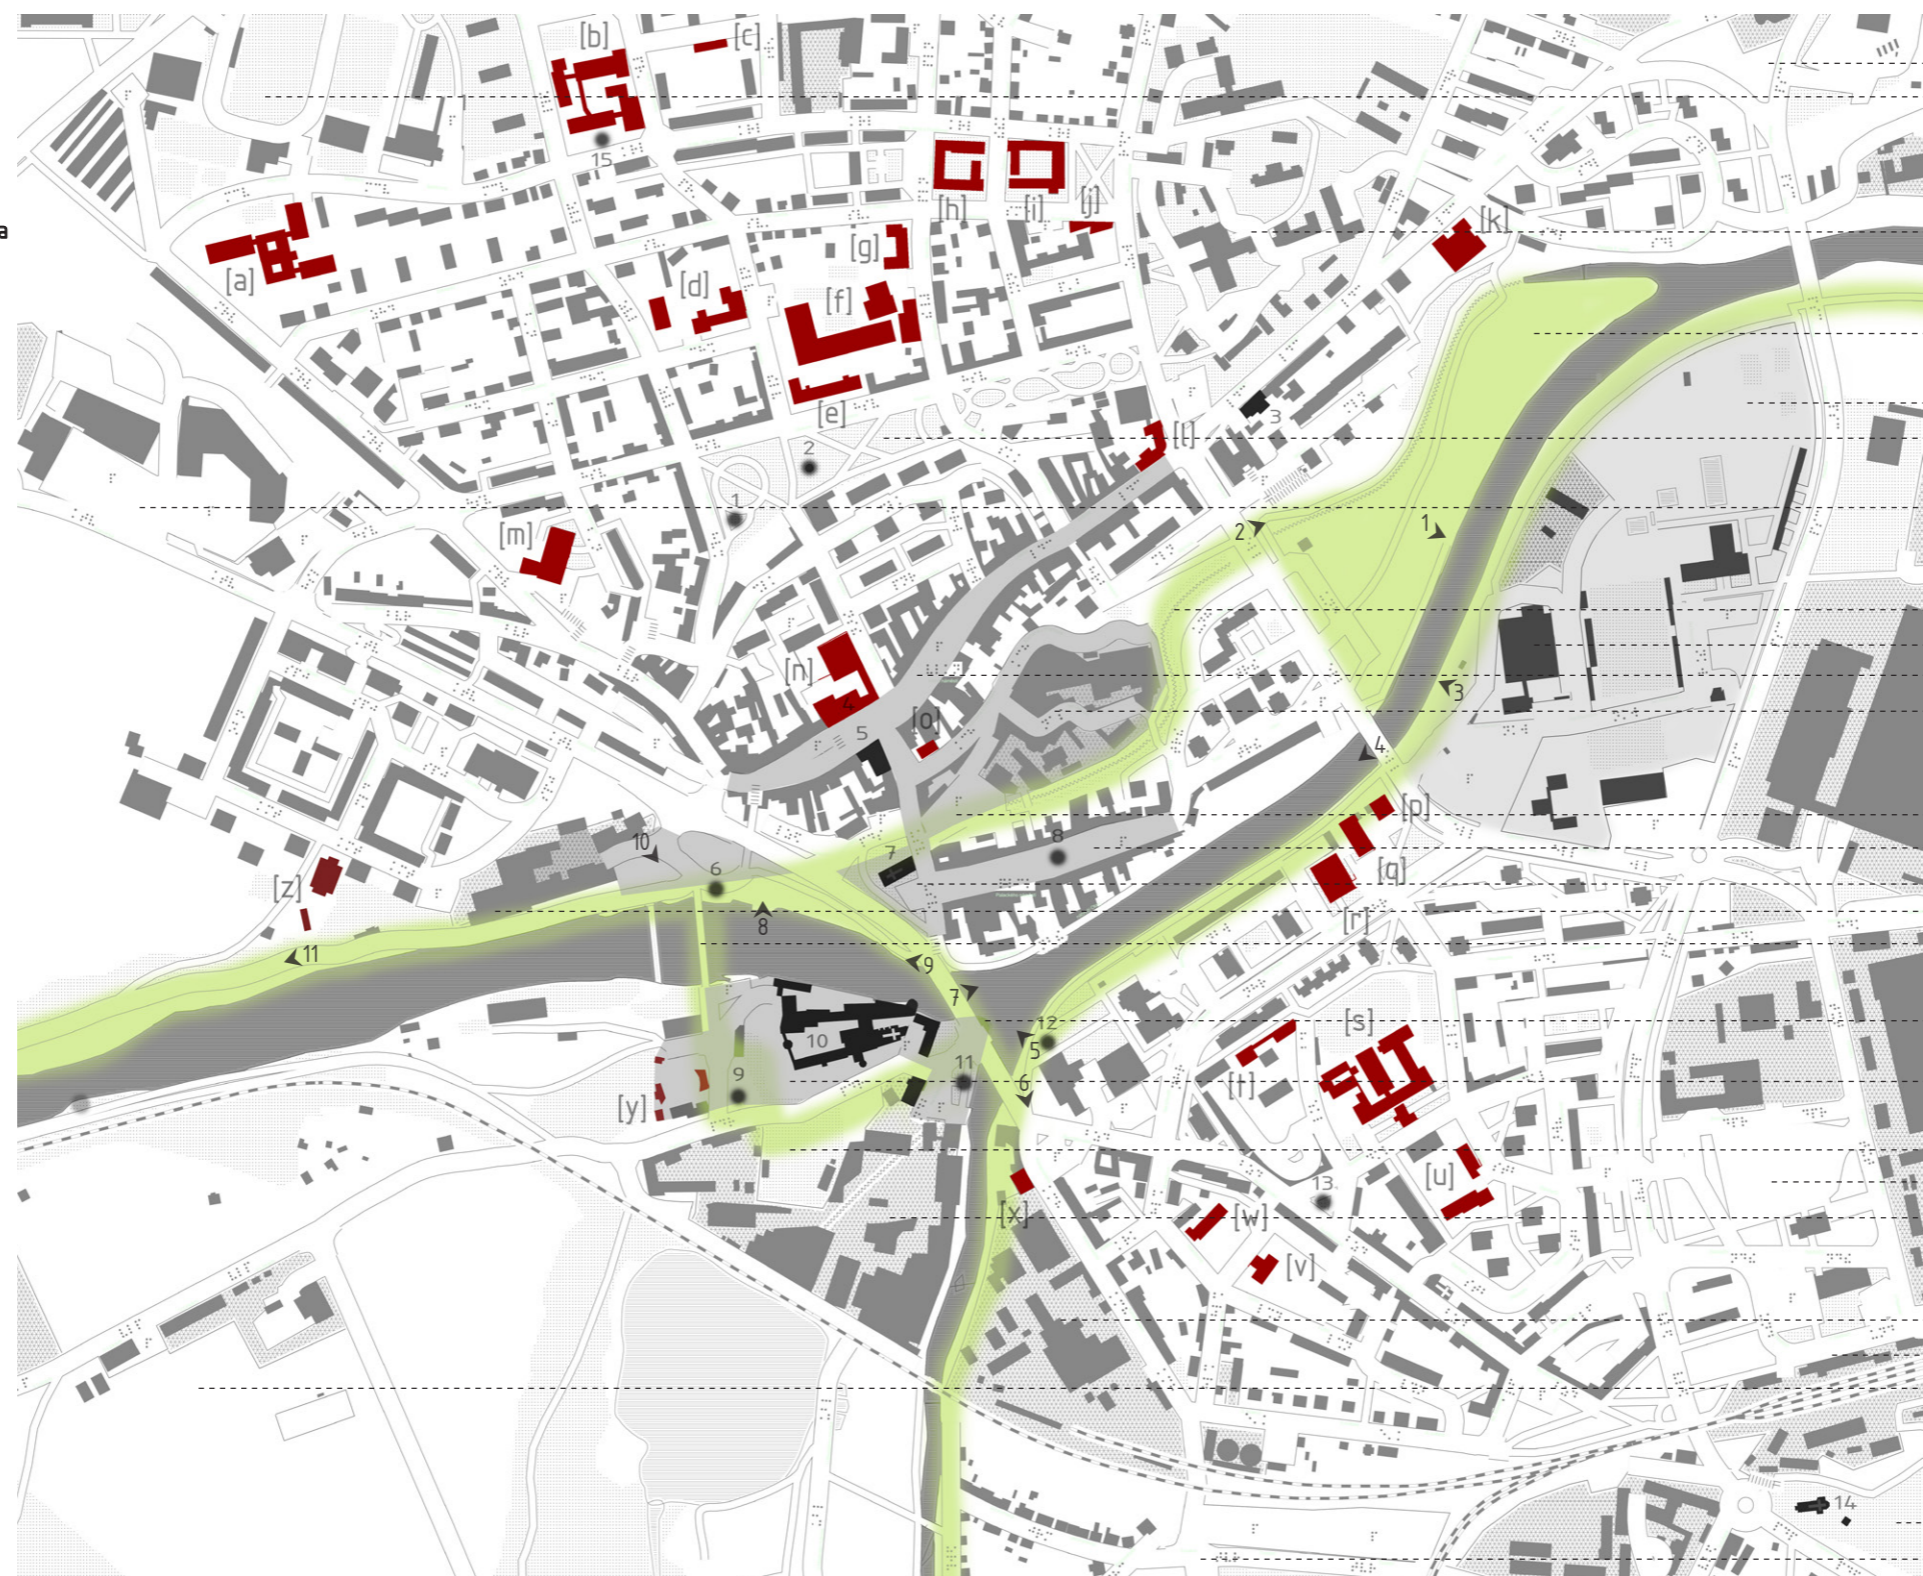 [b]
[c]
15
a
[h]
[i]
[j]
[k]
[g]
[a]
[d]
[f]
[e]
3
[l]
2
1
2
1
[m]
[n]
4
3
5
[o]
4
[p]
10
7
8
6
[q]
[z]
[r]
8
11
9
7
12
[s]
10
5
9
11
6
[t]
[y]
[u]
13
[x]
[w]
[v]
14